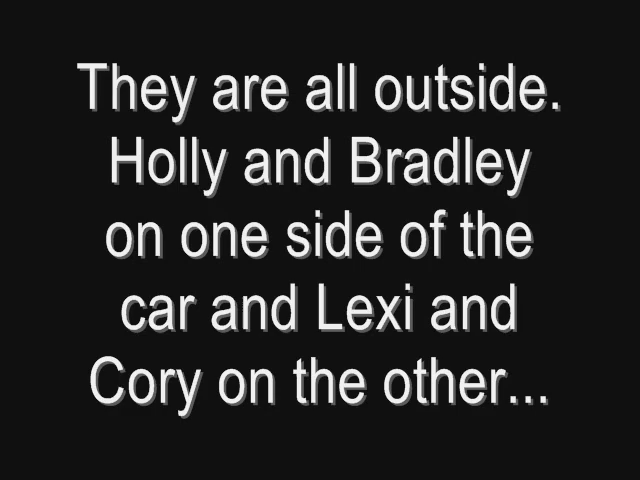 They are all outside.
Holly and Bradley
on one side of the
car and Lexi and
Cory on the other...